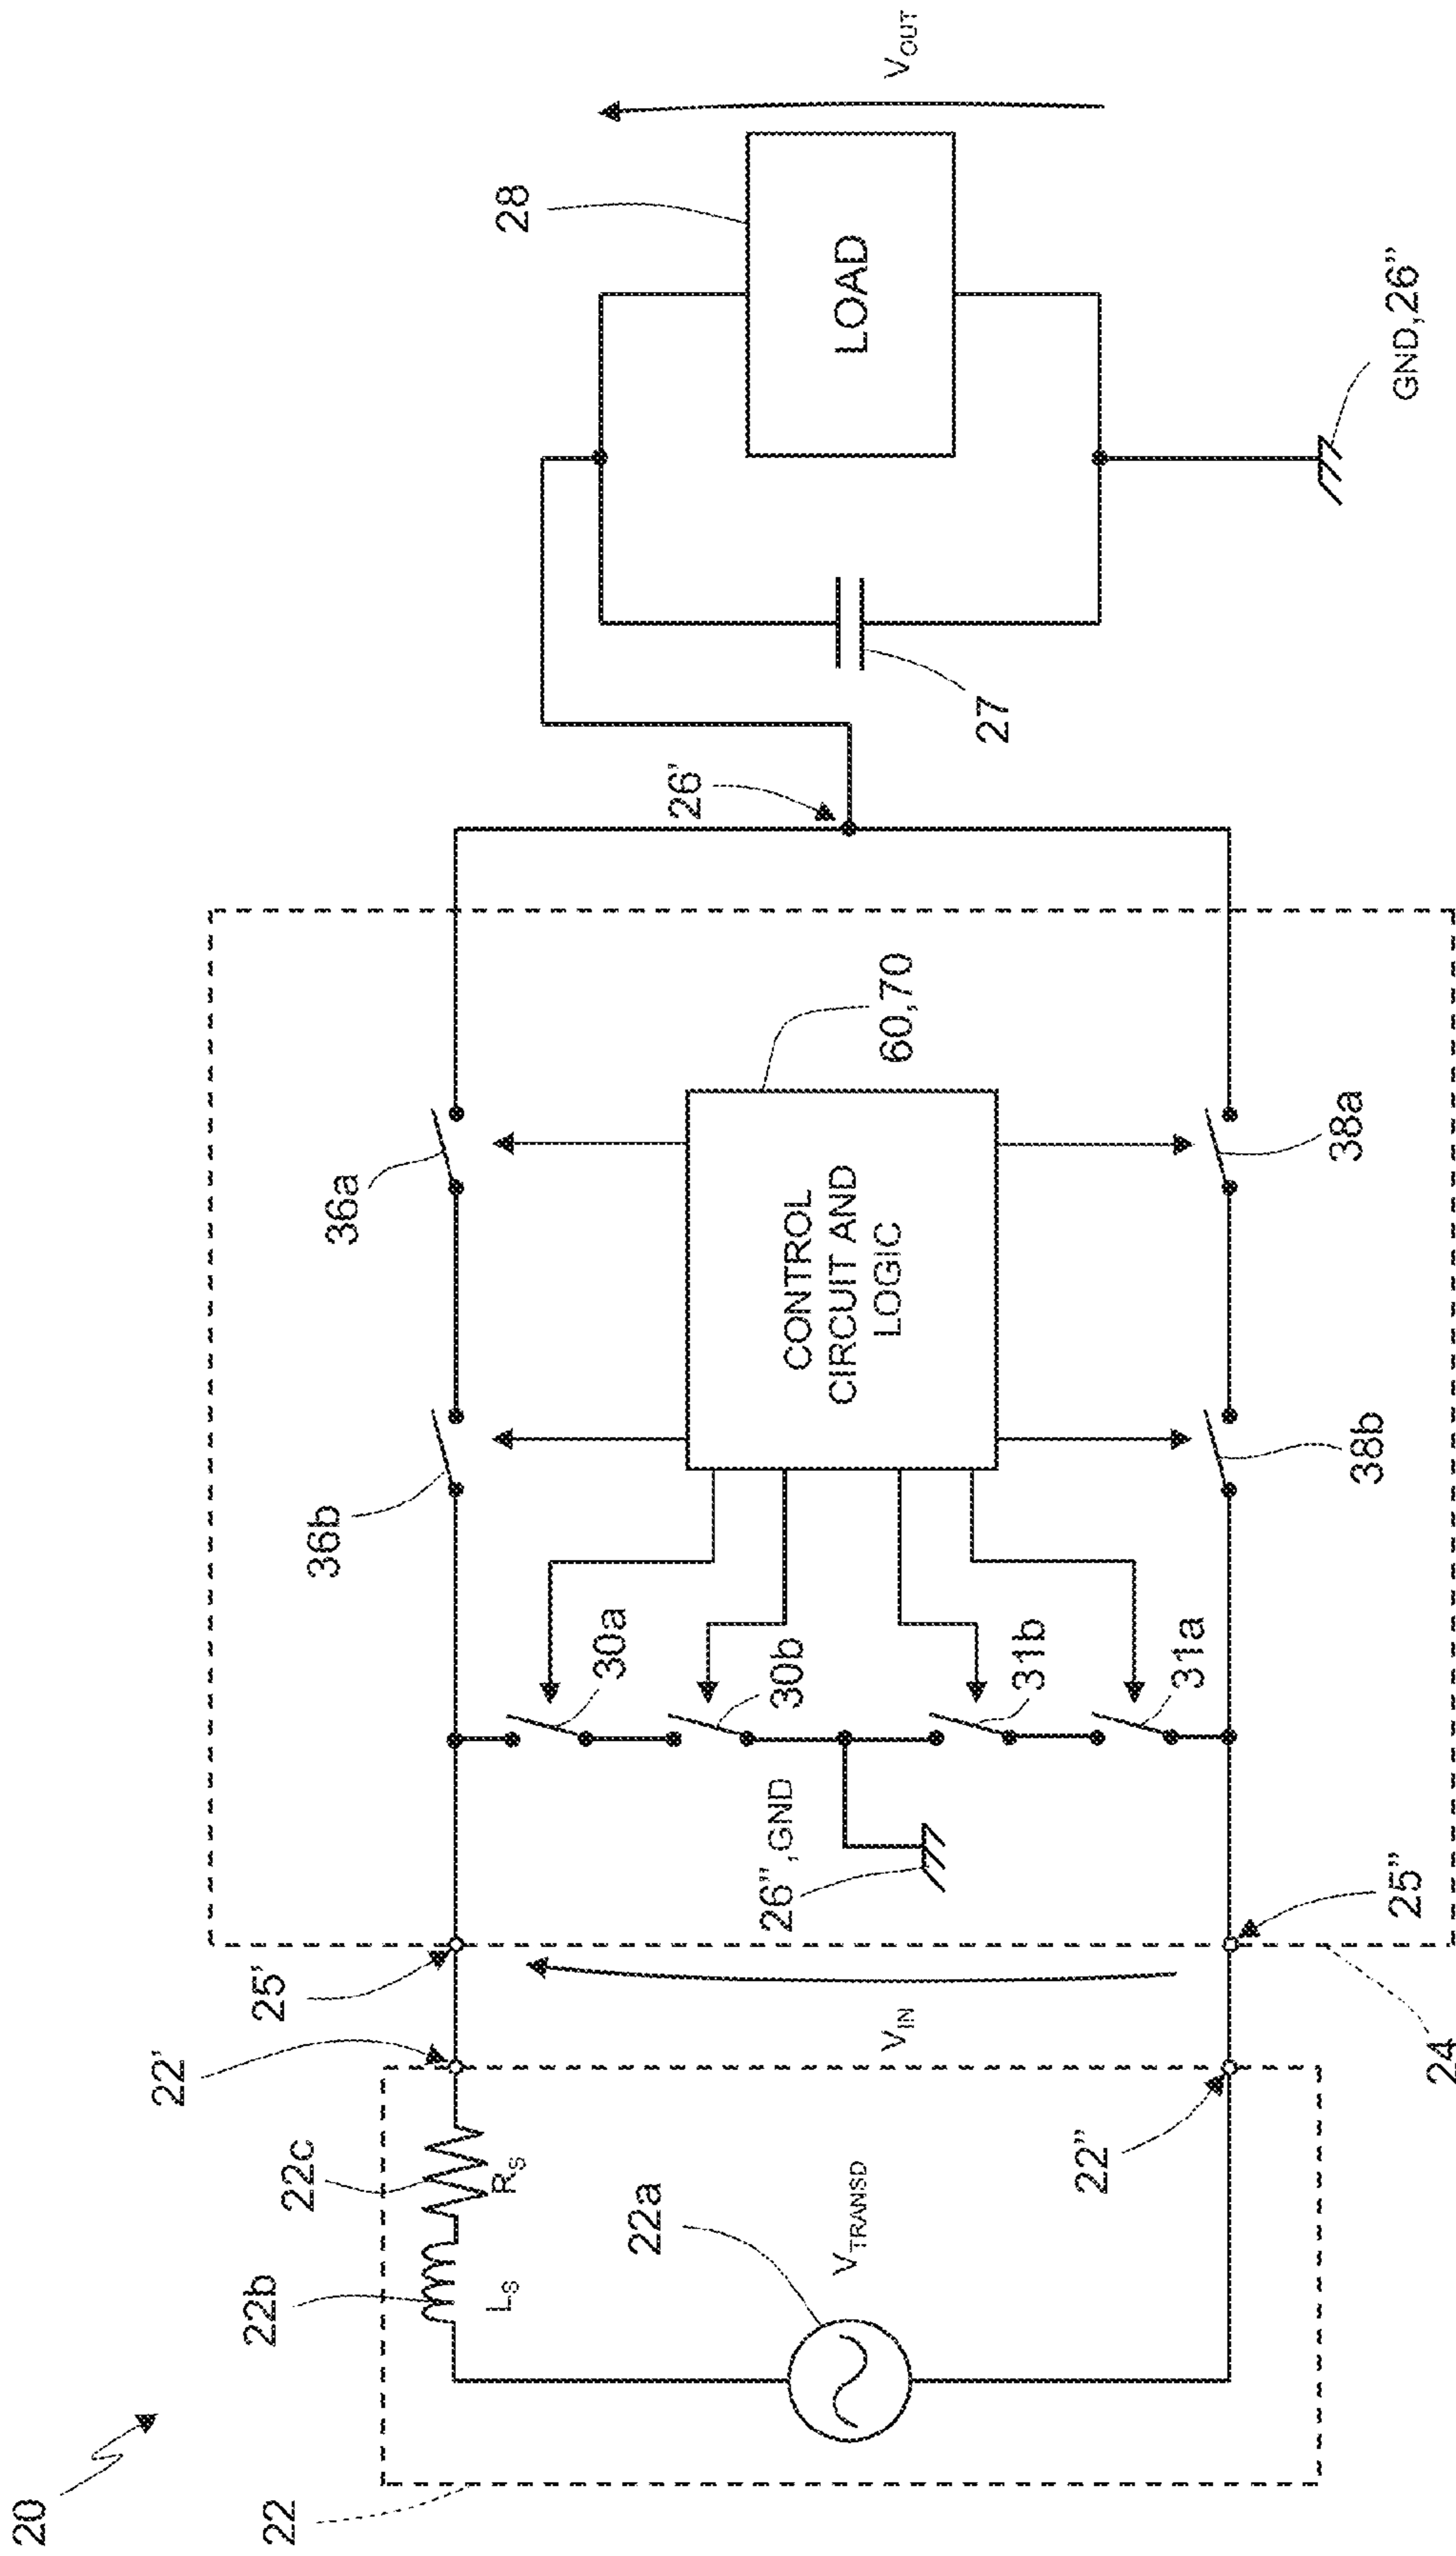 20
22
22b
22c
22'
25'
L_S
R_S
22a
V_TRANSD
22"
V_IN
24
25"
26",GND
36b
36a
30a
30b
31b
31a
CONTROL
CIRCUIT AND
LOGIC
60,70
38b
38a
26'
27
28
LOAD
V_OUT
GND,26"